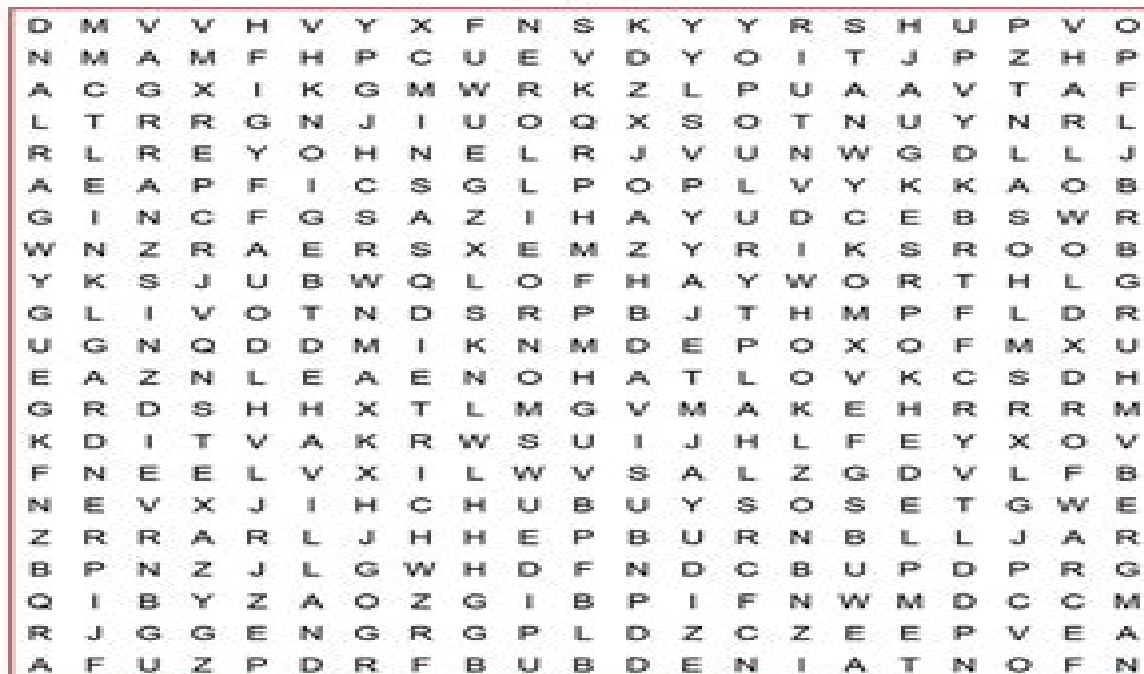 D M V V H V Y X F N S K Y Y R S H U P V O
N M A M F H P C U E V D Y O I T J P Z H P
A C G X I K G M W R K Z L P U A A V T A F
L T R R G N J I U O Q X S O T N U Y N R L
R L R E Y O H N E L R J V U N W G D L L J
A E A P F I C S G L P O P L V Y K K A O B
G I N C F G S A Z I H A Y U D C E B S W R
W N Z R A E R S X E M Z Y R I K S R O O B
Y K S J U B W Q L O F H A Y W O R T H L G
G L I V O T N D S R P B J T H M P F L D R
U G N Q D D M I K N M D E P O X O F M X U
E A Z N L E A E N O H A T L O V K C S D H
G R D S H H X T L M G V M A K E H R R R M
K D I T V A K R W S U I J H L F E Y X O V
F N E E L V X I L W V S A L Z G D V L F B
N E V X J I H C H U B U Y S O S E T G W E
Z R R A R L J H H E P B U R N B L L J A R
B P N Z J L G W H D F N D C B U P D P R G
Q I B Y Z A O Z G I B P I F N W M D C C M
R J G G E N G R G P L D Z C Z E E P V E A
A F U Z P D R F B U B D E N I A T N O F N